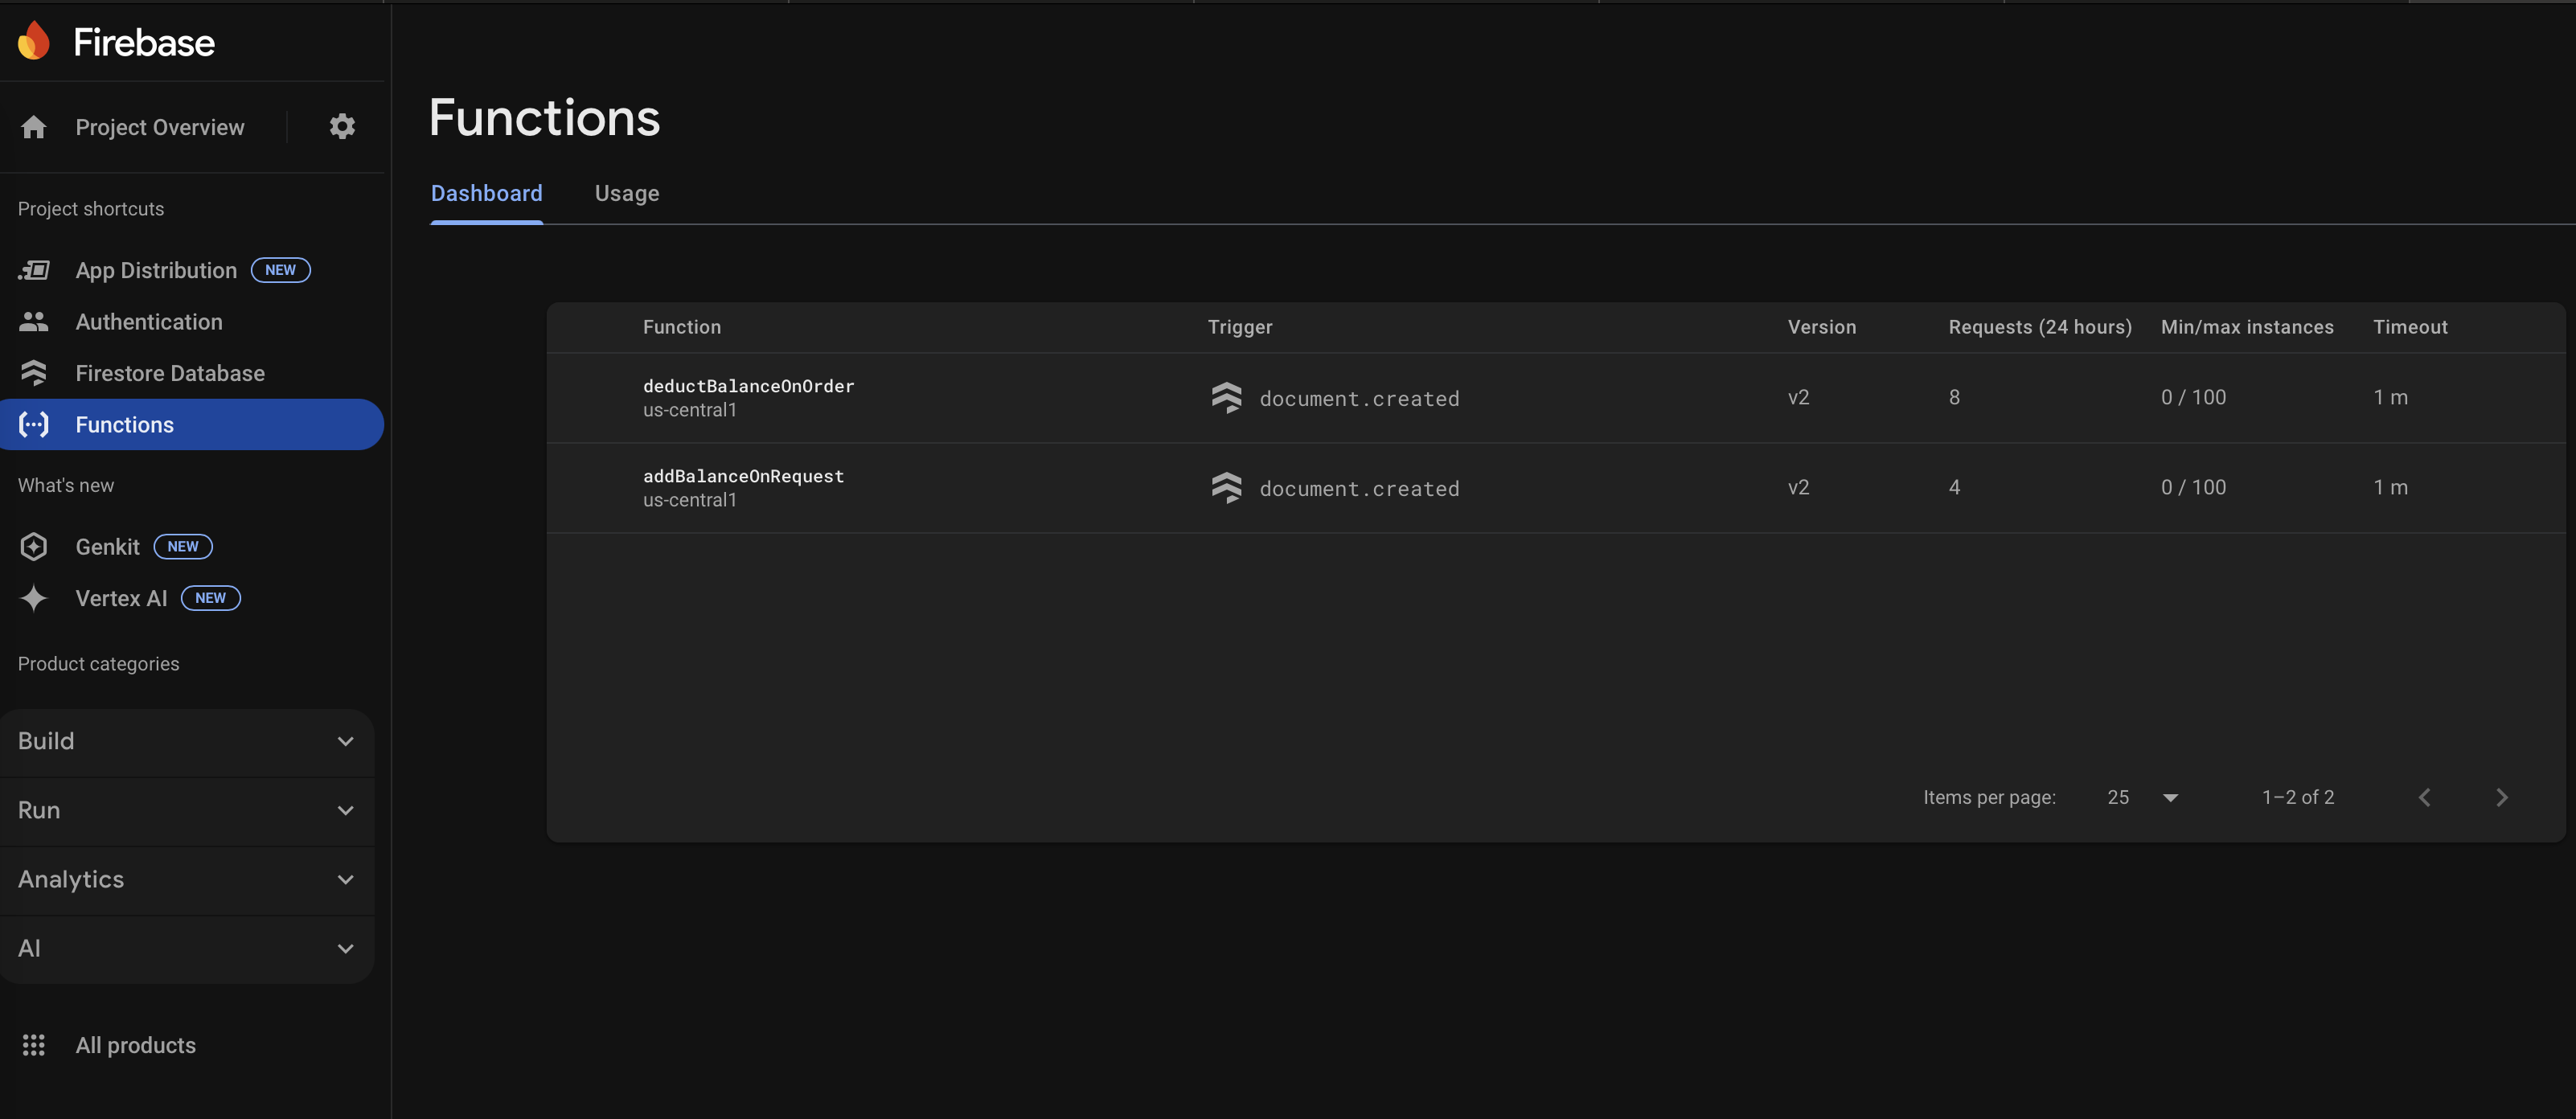 Firebase
Project Overview
Project shortcuts
App Distribution NEW
Authentication
Firestore Database
Functions
What's new
Genkit NEW
Vertex AI NEW
Product categories
Build
Run
Analytics
AI
All products
Functions
Dashboard Usage
Function Trigger Version Requests (24 hours) Min/max instances Timeout
deductBalanceOnOrder
us-central1
document.created v2 8 0 / 100 1 m
addBalanceOnRequest
us-central1
document.created v2 4 0 / 100 1 m
Items per page: 25 1–2 of 2